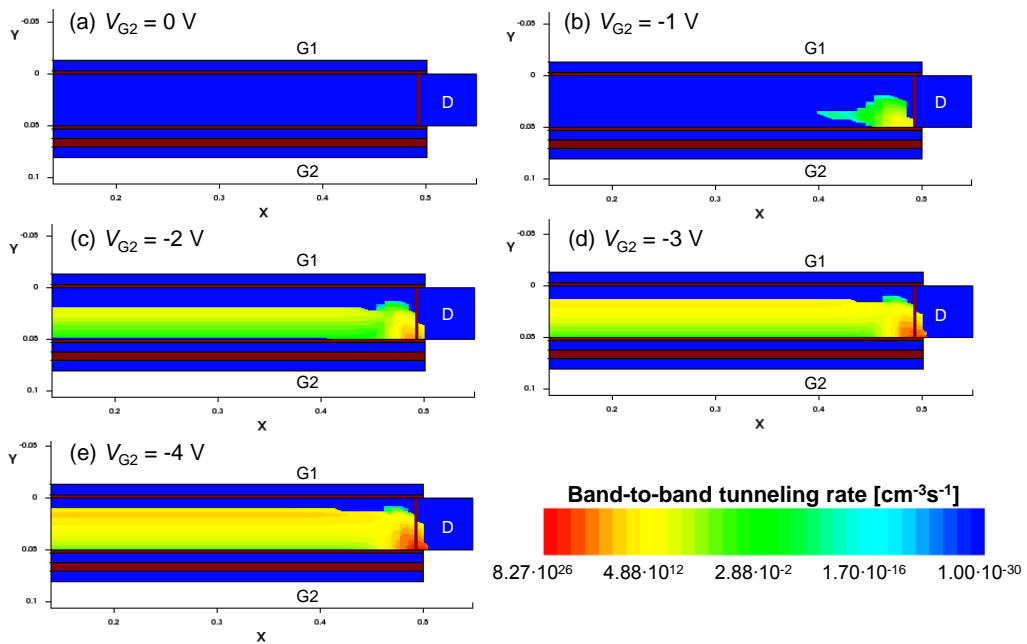 (a) VG2 = 0 V
-0.05
Y
G1
0
D
0.05
G2
0.1
0.2
0.3
0.4
0.5
X
(b) VG2 = -1 V
-0.05
Y
G1
0
D
0.05
G2
0.1
0.2
0.3
0.4
0.5
X
(c) VG2 = -2 V
-0.05
Y
G1
0
D
0.05
G2
0.1
0.2
0.3
0.4
0.5
X
(d) VG2 = -3 V
-0.05
Y
G1
0
D
0.05
G2
0.1
0.2
0.3
0.4
0.5
X
(e) VG2 = -4 V
-0.05
Y
G1
0
D
0.05
G2
0.1
0.2
0.3
0.4
0.5
X
Band-to-band tunneling rate [cm⁻³s⁻¹]
8.27·10²⁶ 4.88·10¹² 2.88·10⁻² 1.70·10⁻¹⁶ 1.00·10⁻³⁰